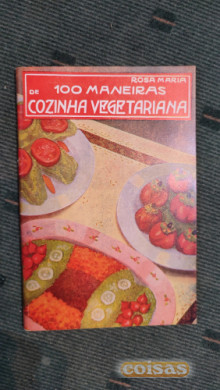 ROSA MARIA
100 MANEIRAS
DE
COZINHA VEGETARIANA
coisas